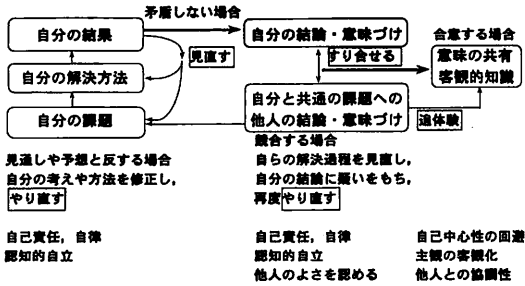 矛盾しない場合
自分の結果
自分の結論・意味づけ
合意する場合
見直す
すり合せる
意味の共有
客観的知識
自分の解決方法
自分と共通の課題への
他人の結論・意味づけ
自分の課題
追体験
見通しや予想と反する場合
自分の考えや方法を修正し,
やり直す
競合する場合
自らの解決過程を見直し,
自分の結論に疑いをもち,
再度やり直す
自己責任, 自律
認知的自立
自己責任, 自律
認知的自立
他人のよさを認める
自己中心性の回避
主観の客観化
他人との協調性